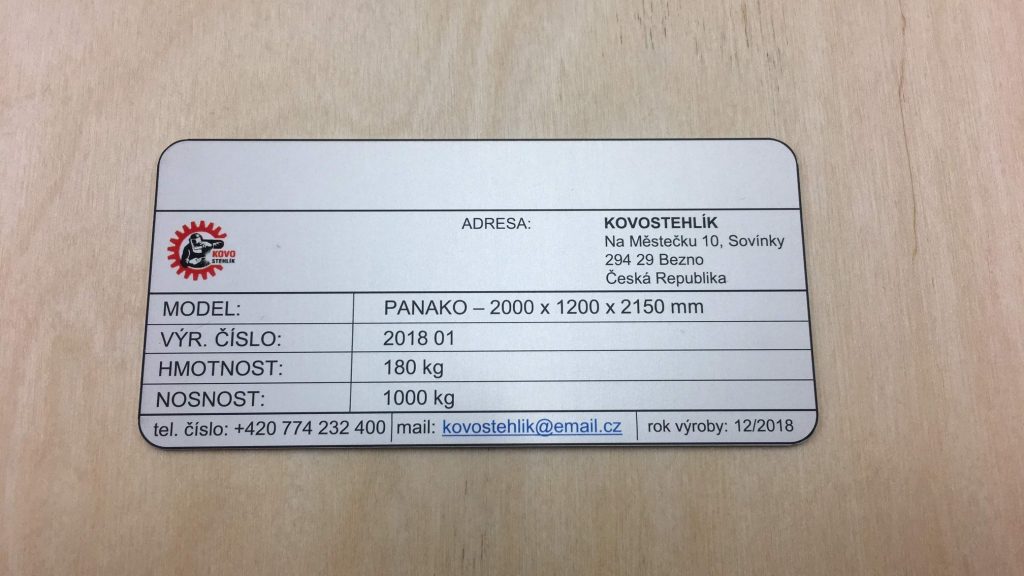 KOVO
STEHLÍK
ADRESA: KOVOSTEHLÍK
Na Městečku 10, Sovínky
294 29 Bezno
Česká Republika
MODEL: PANAKO – 2000 x 1200 x 2150 mm
VÝR. ČÍSLO: 2018 01
HMOTNOST: 180 kg
NOSNOST: 1000 kg
tel. číslo: +420 774 232 400 mail: kovostehlik@email.cz rok výroby: 12/2018